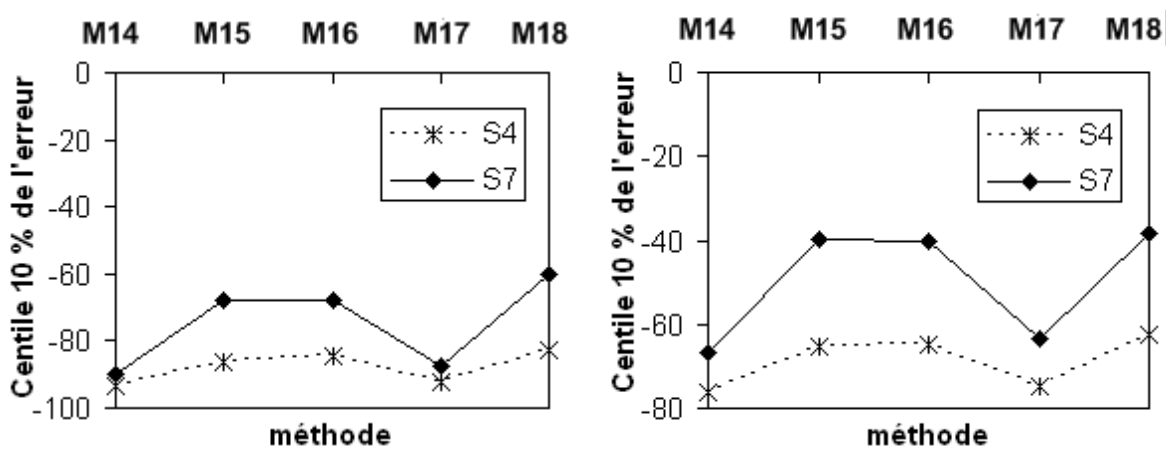 M14 M15 M16 M17 M18
Centile 10 % de l'erreur
0
-20
-40
-60
-80
-100
S4
S7
méthode
M14 M15 M16 M17 M18
Centile 10 % de l'erreur
0
-20
-40
-60
-80
S4
S7
méthode